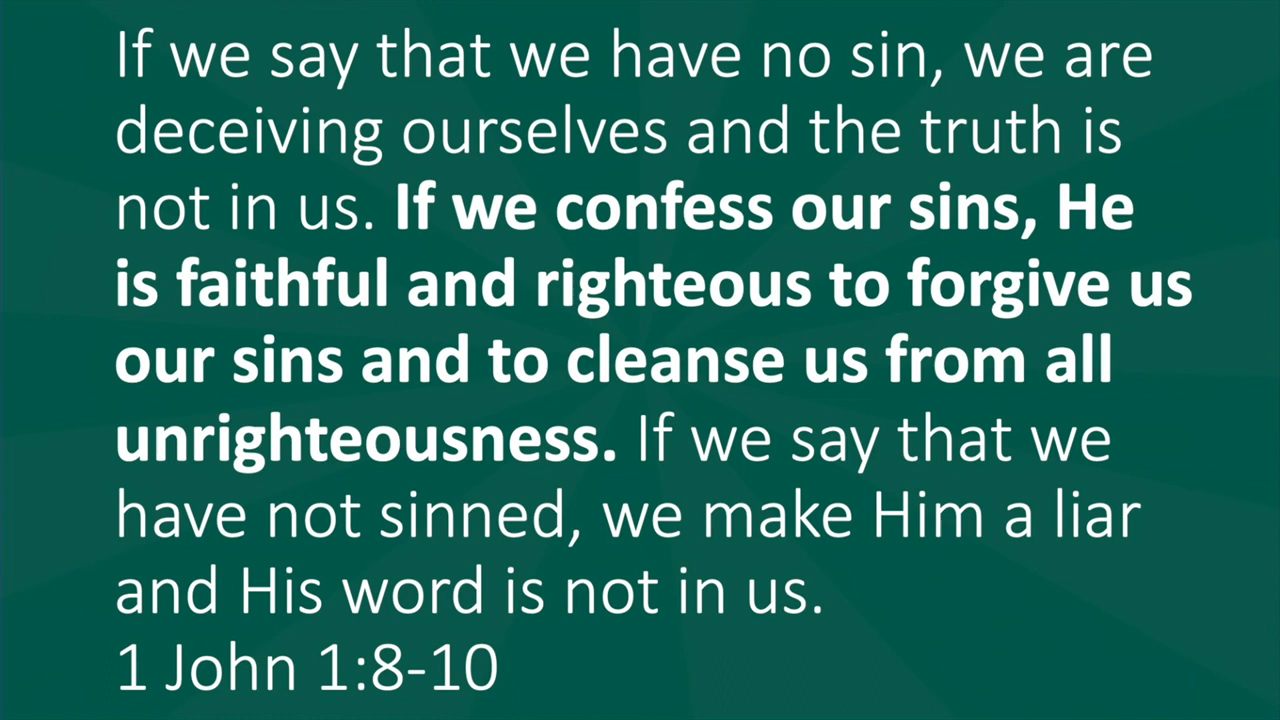 If we say that we have no sin, we are
deceiving ourselves and the truth is
not in us. If we confess our sins, He
is faithful and righteous to forgive us
our sins and to cleanse us from all
unrighteousness. If we say that we
have not sinned, we make Him a liar
and His word is not in us.
1 John 1:8-10